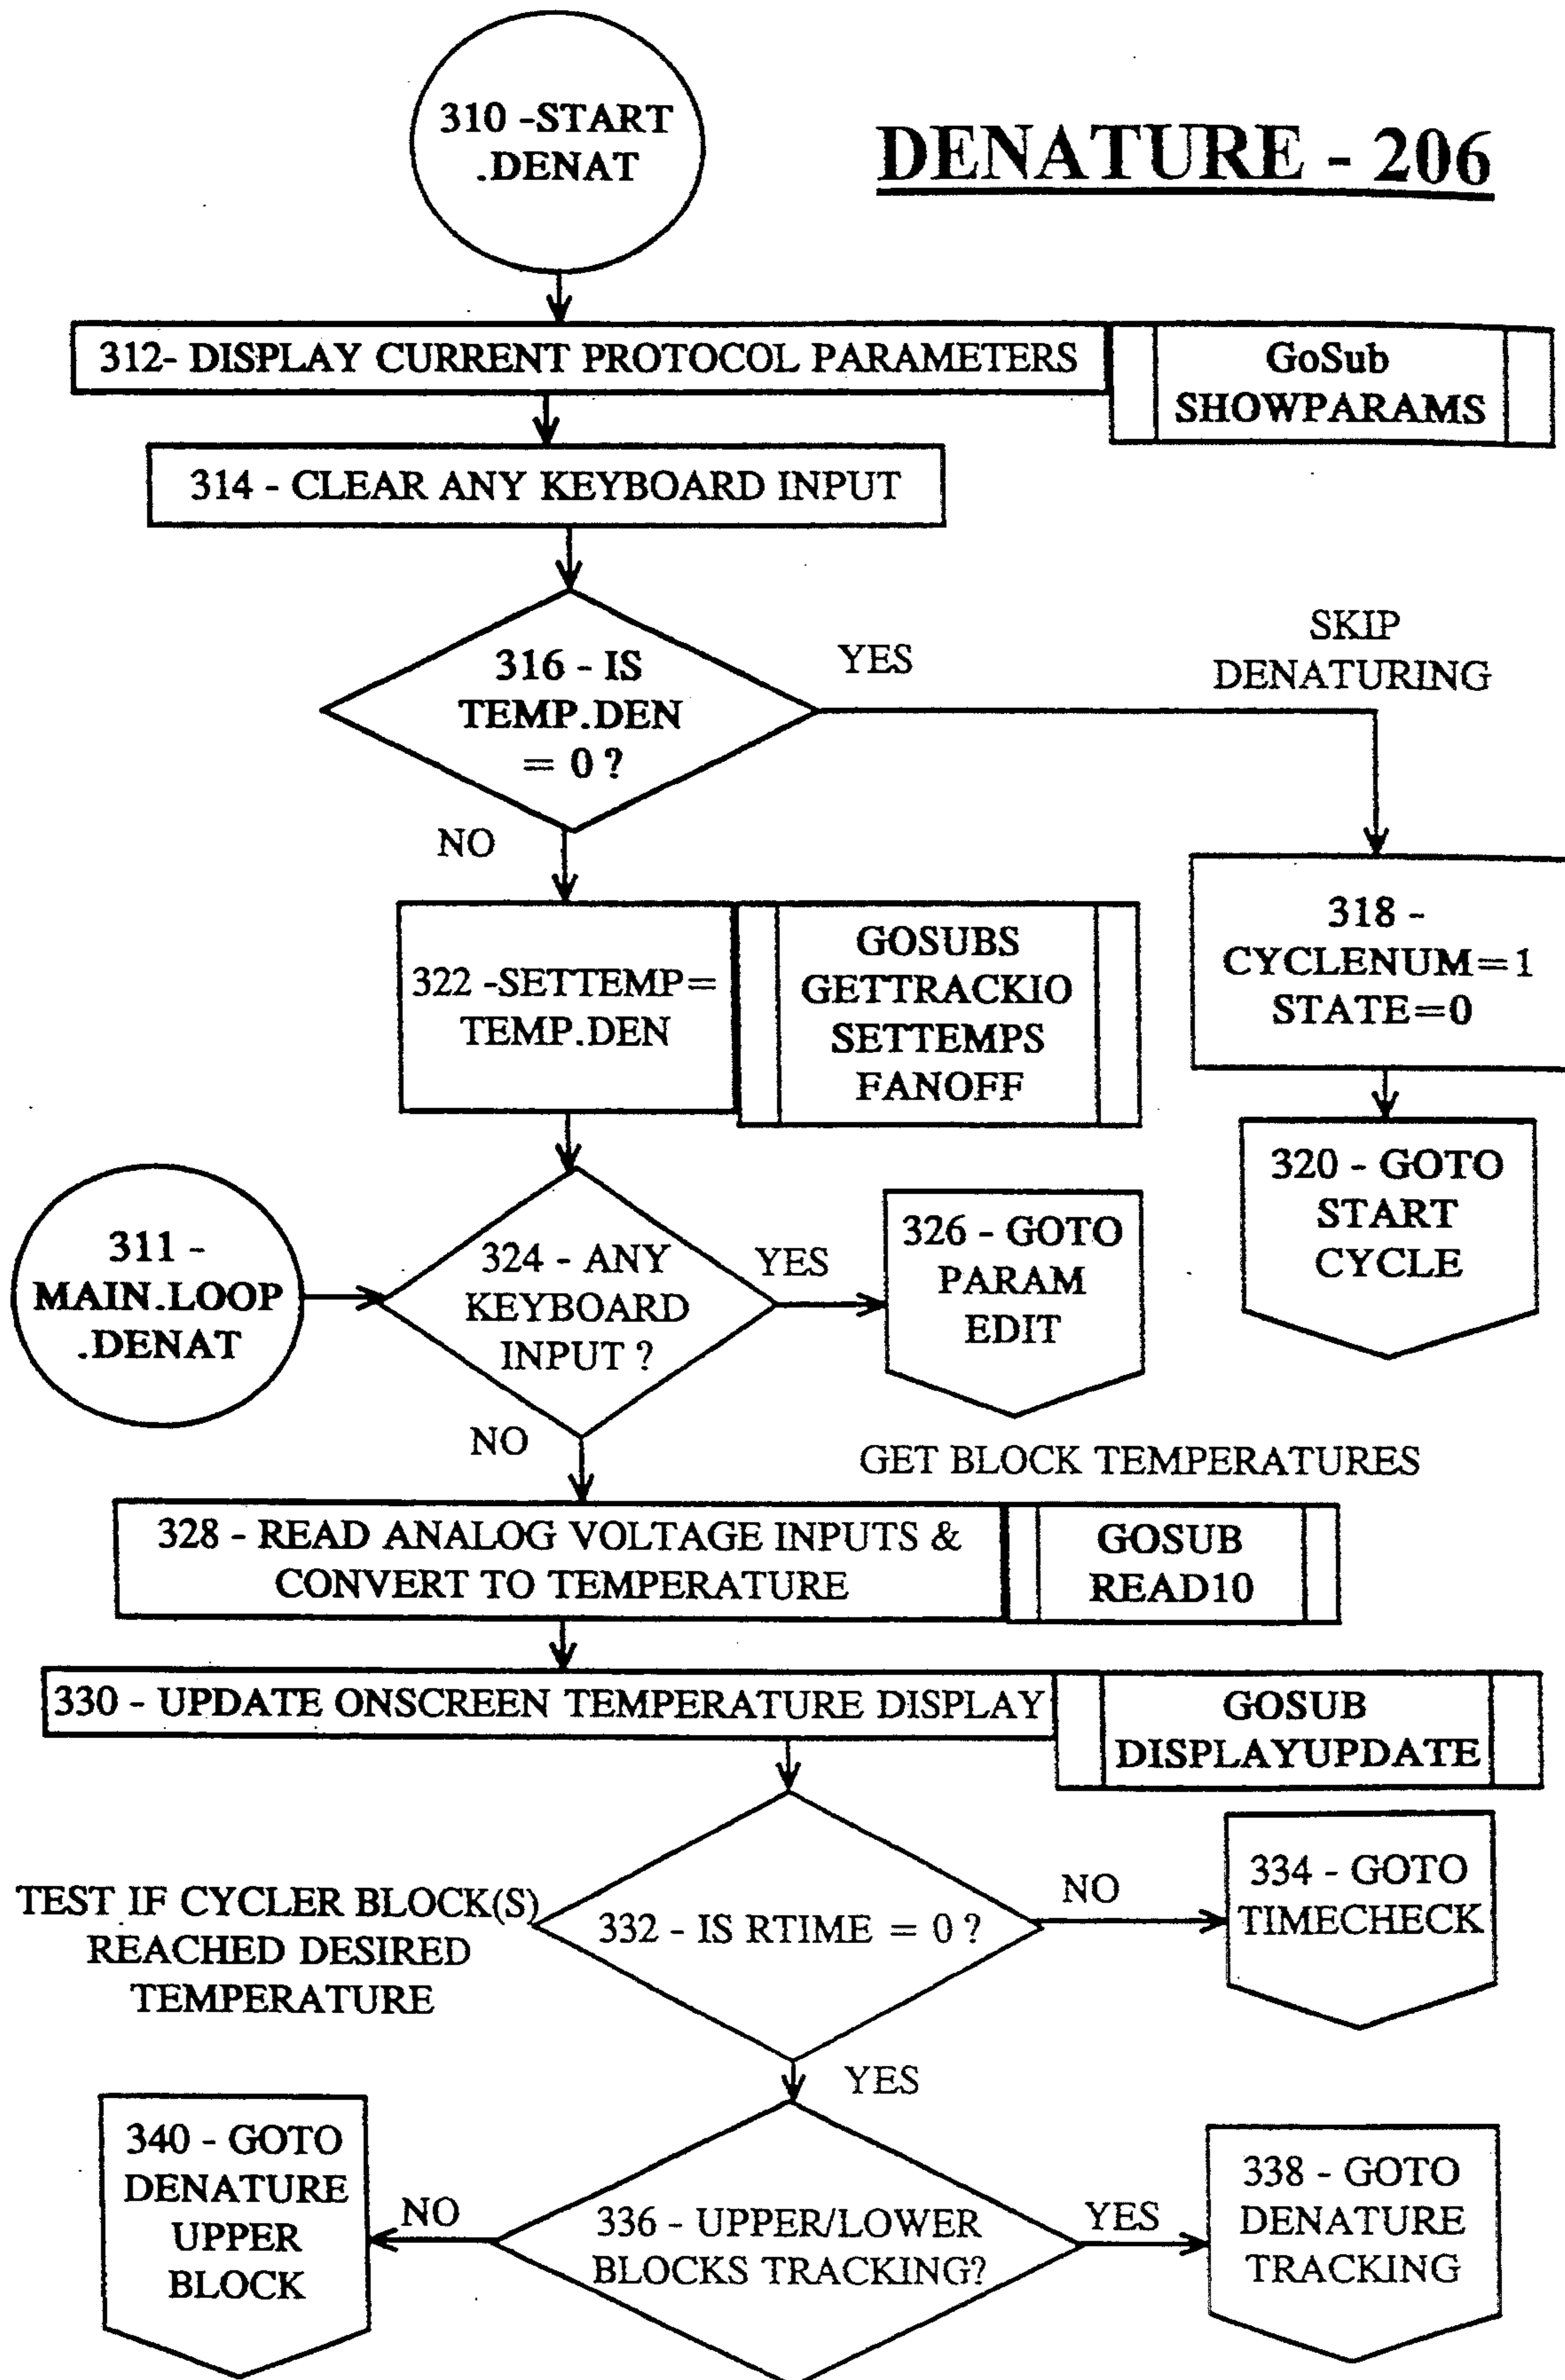 310 -START
.DENAT
DENATURE - 206
312- DISPLAY CURRENT PROTOCOL PARAMETERS
GoSub
SHOWPARAMS
314 - CLEAR ANY KEYBOARD INPUT
316 - IS
TEMP.DEN
= 0 ?
YES
SKIP
DENATURING
NO
318 -
CYCLENUM=1
STATE=0
322 -SETTEMP=
TEMP.DEN
GOSUBS
GETTRACKIO
SETTEMPS
FANOFF
320 - GOTO
START
CYCLE
311 -
MAIN.LOOP
.DENAT
324 - ANY
KEYBOARD
INPUT ?
YES
326 - GOTO
PARAM
EDIT
NO
GET BLOCK TEMPERATURES
328 - READ ANALOG VOLTAGE INPUTS &
CONVERT TO TEMPERATURE
GOSUB
READ10
330 - UPDATE ONSCREEN TEMPERATURE DISPLAY
GOSUB
DISPLAYUPDATE
TEST IF CYCLER BLOCK(S)
REACHED DESIRED
TEMPERATURE
332 - IS RTIME = 0 ?
NO
334 - GOTO
TIMECHECK
YES
340 - GOTO
DENATURE
UPPER
BLOCK
NO
336 - UPPER/LOWER
BLOCKS TRACKING?
YES
338 - GOTO
DENATURE
TRACKING